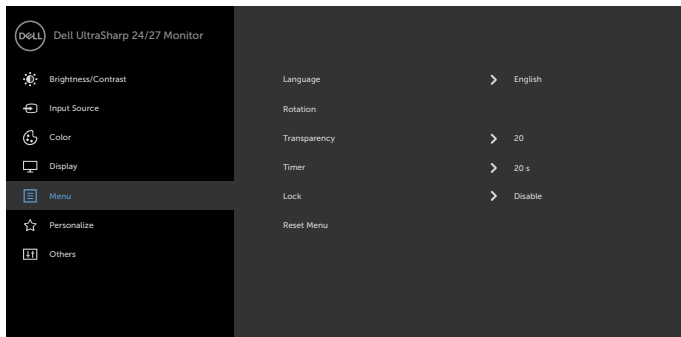 DELL Dell UltraSharp 24/27 Monitor
Brightness/Contrast
Input Source
Color
Display
Menu
Personalize
Others
Language English
Rotation
Transparency 20
Timer 20 s
Lock Disable
Reset Menu